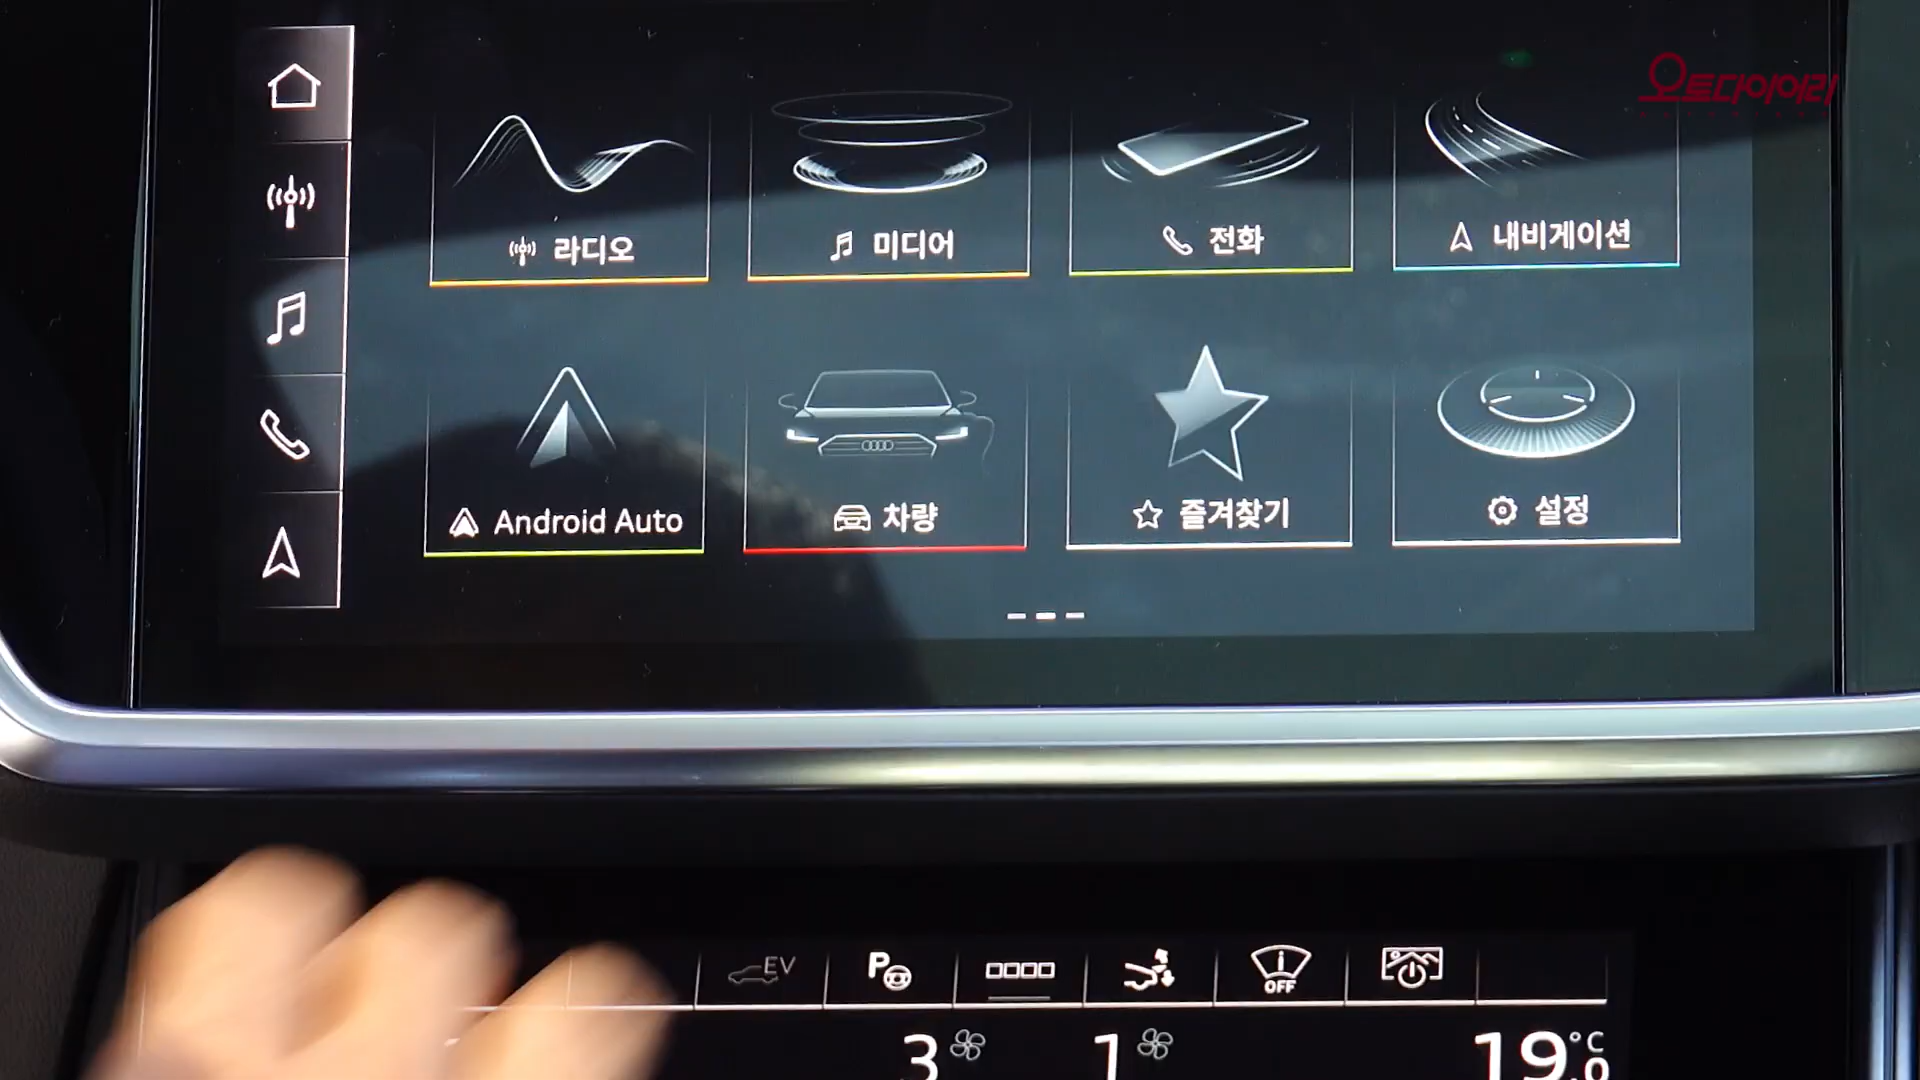 오토다이어리
라디오
미디어
전화
내비게이션
Android Auto
차량
즐겨찾기
설정
EV
P
OFF
3
1
19.0 °C